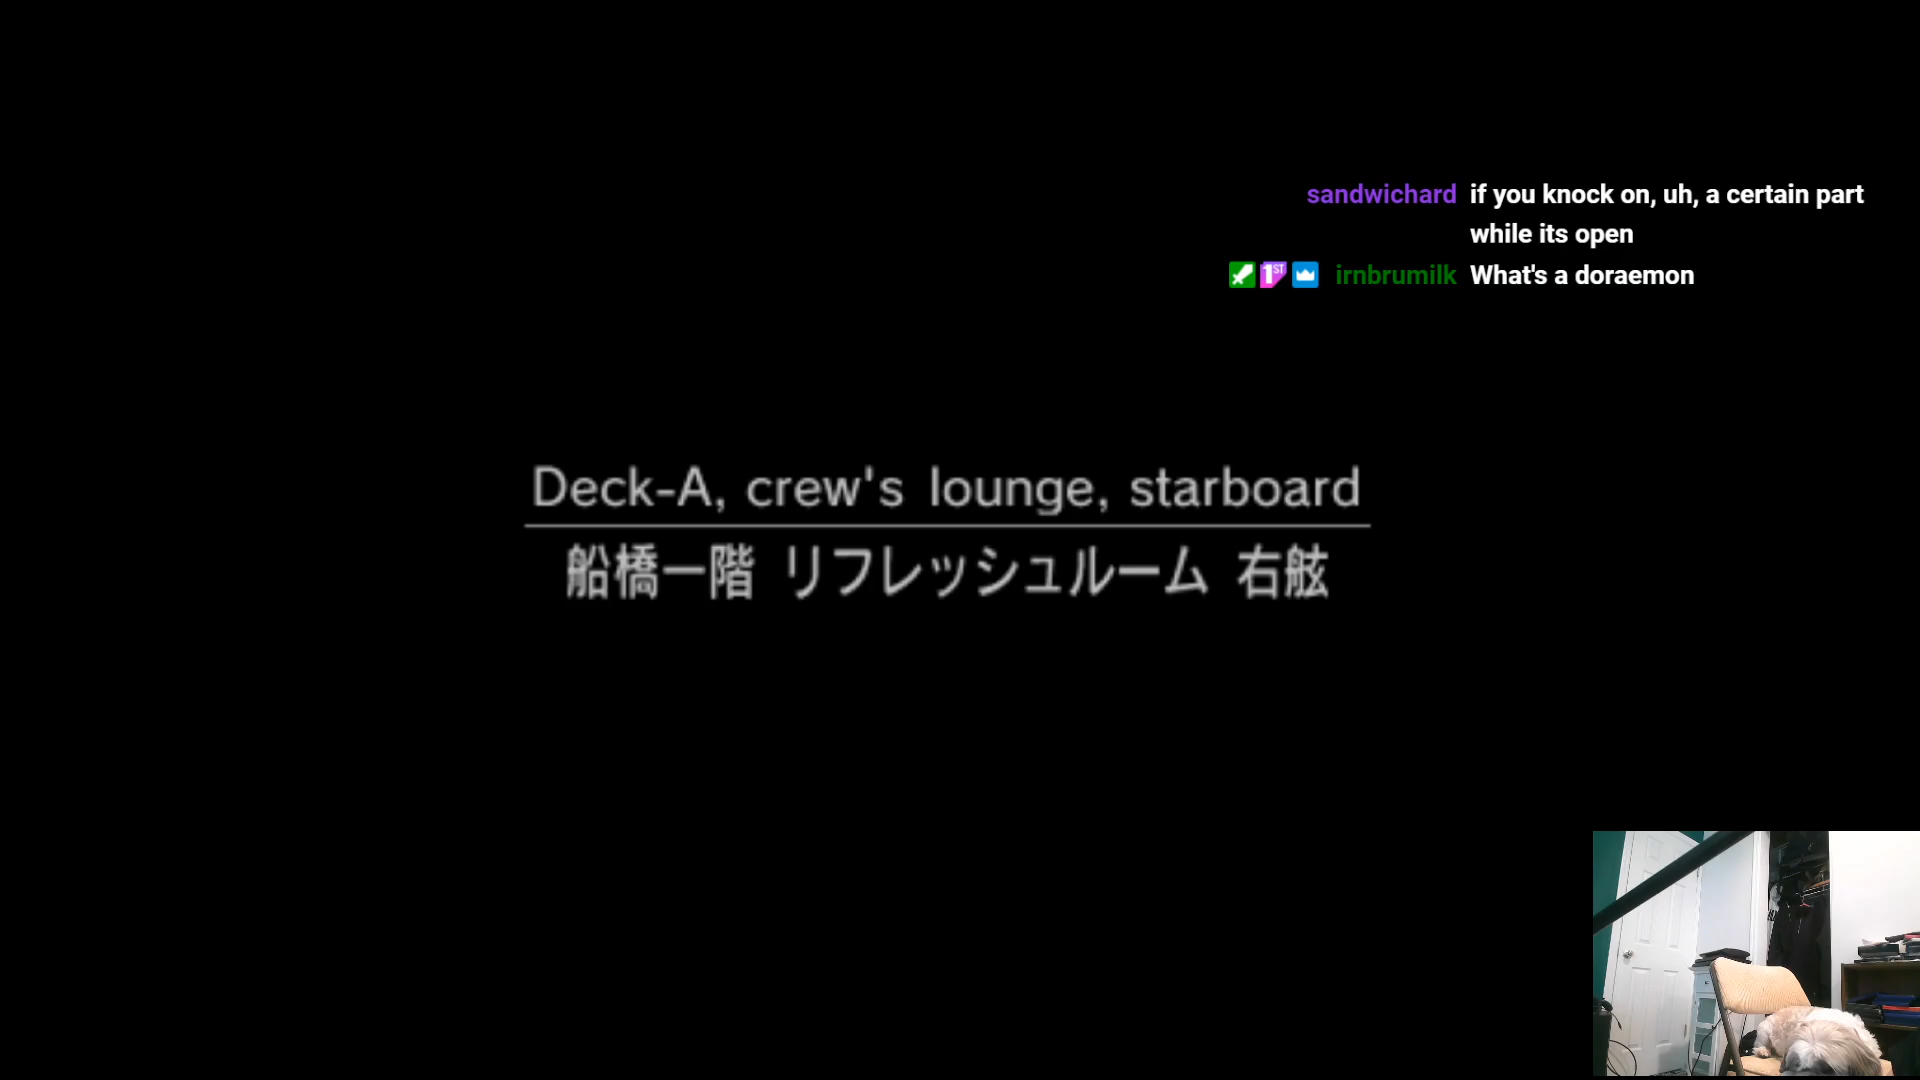 sandwichard if you knock on, uh, a certain part
while its open
1ST irnbrumilk What's a doraemon
Deck-A, crew's lounge, starboard
船橋一階 リフレッシュルーム 右舷